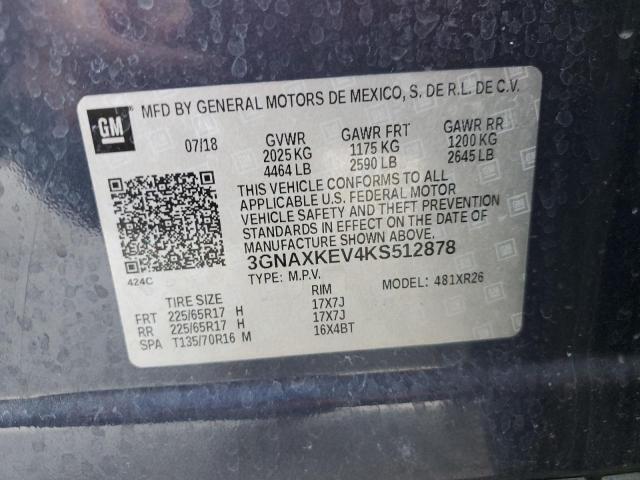 GM
MFD BY GENERAL MOTORS DE MEXICO, S. DE R.L. DE C.V.
07/18 GVWR GAWR FRT GAWR RR
2025 KG 1175 KG 1200 KG
4464 LB 2590 LB 2645 LB
THIS VEHICLE CONFORMS TO ALL
APPLICABLE U.S. FEDERAL MOTOR
VEHICLE SAFETY AND THEFT PREVENTION
STANDARDS IN EFFECT ON THE DATE OF
MANUFACTURE SHOWN ABOVE.
424C
3GNAXKEV4KS512878
TYPE: M.P.V. MODEL: 481XR26
TIRE SIZE RIM
FRT 225/65R17 H 17X7J
RR 225/65R17 H 17X7J
SPA T135/70R16 M 16X4BT